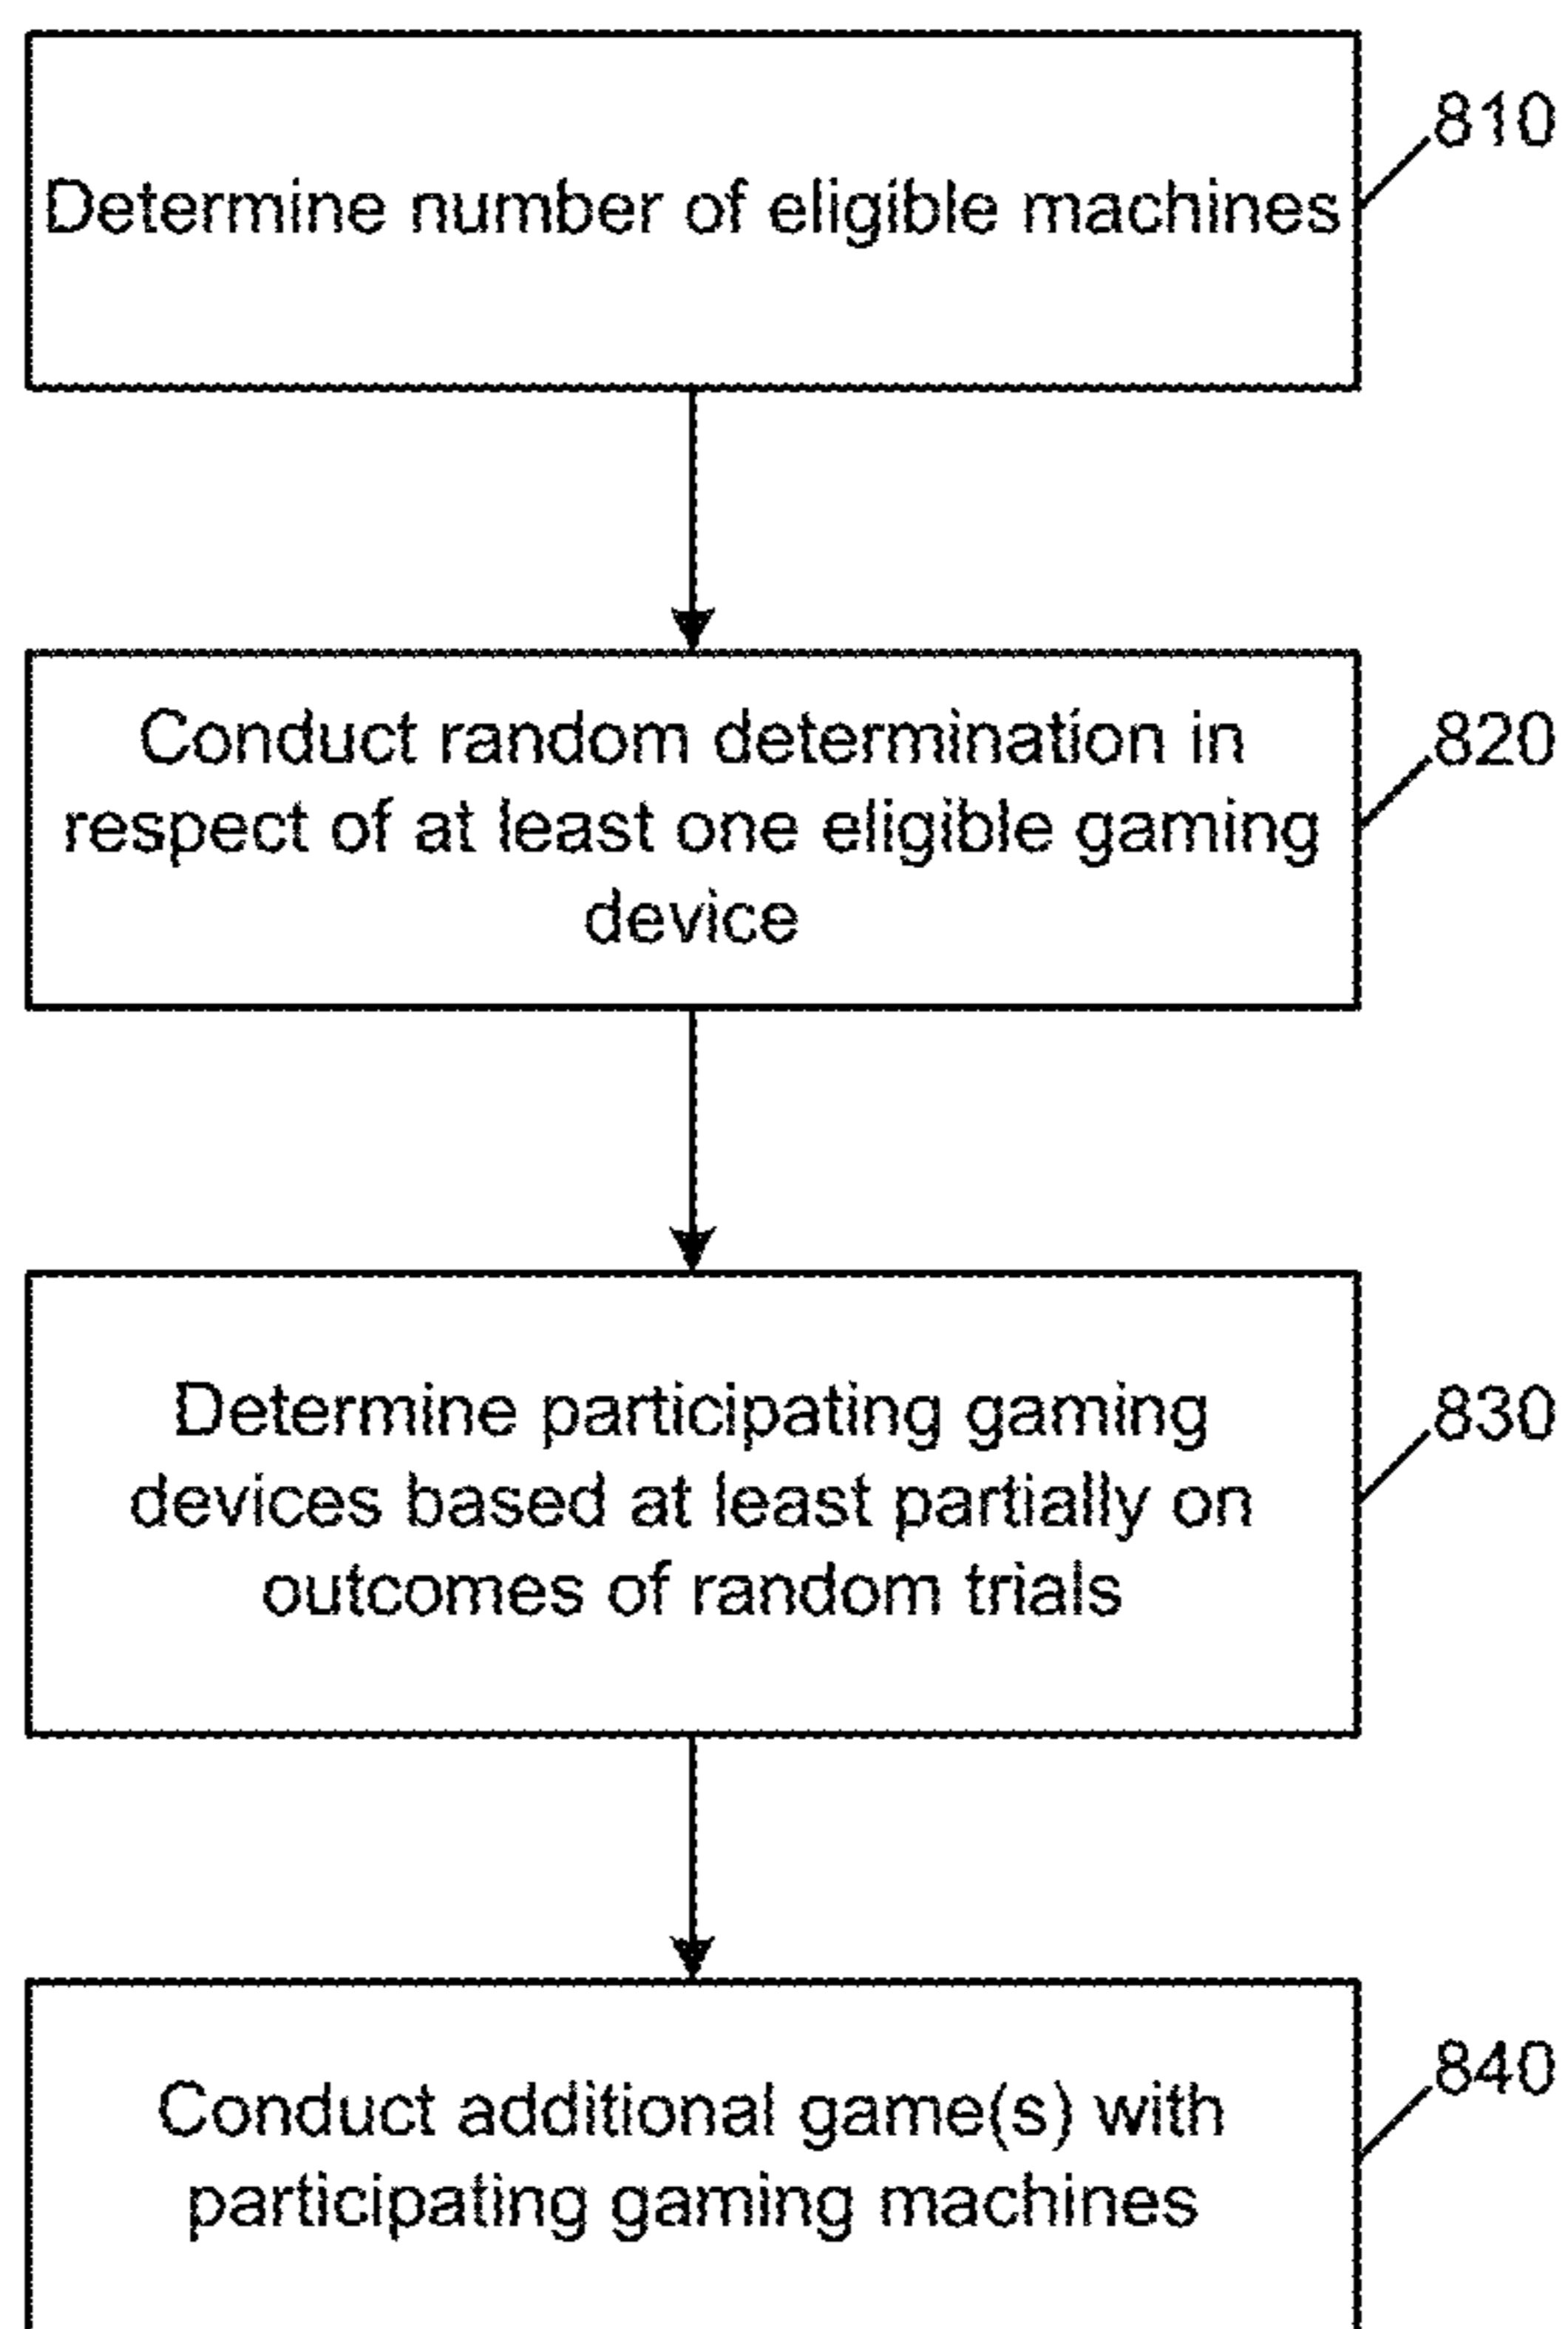 Determine number of eligible machines
810
Conduct random determination in
respect of at least one eligible gaming
device
820
Determine participating gaming
devices based at least partially on
outcomes of random trials
830
Conduct additional game(s) with
participating gaming machines
840